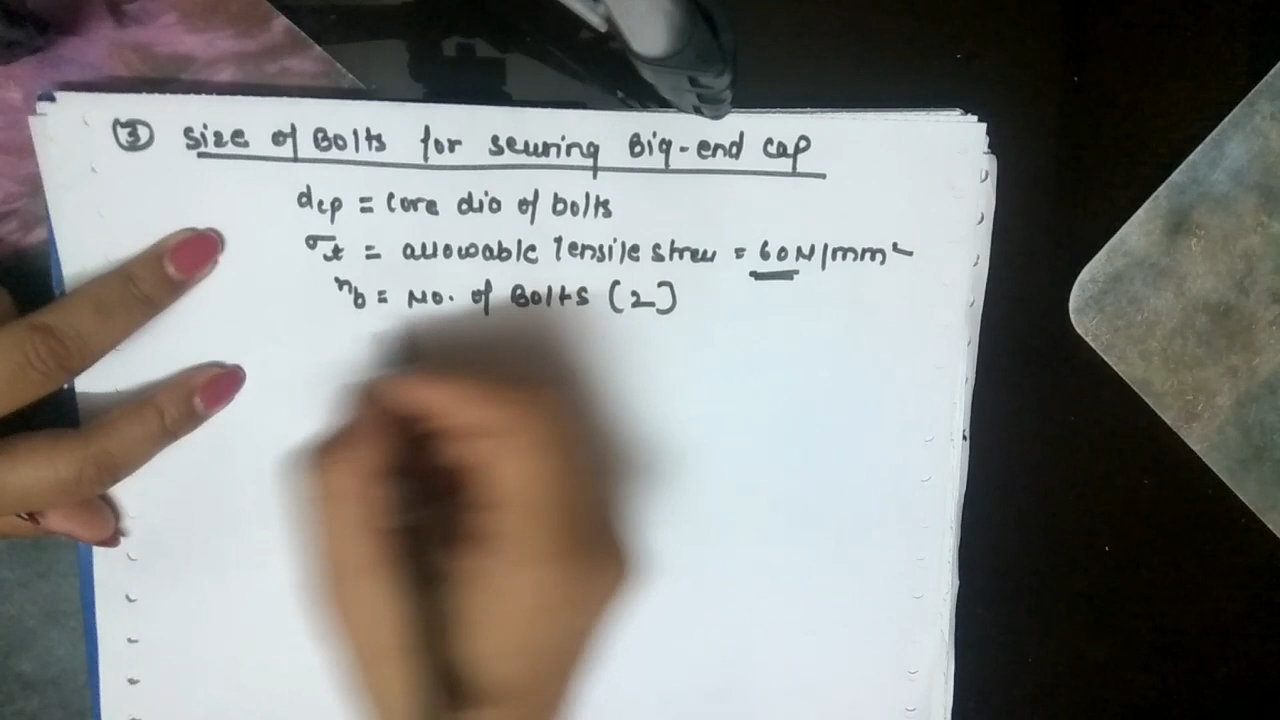 ③ Size of Bolts for securing Big-end cap
dcp = core dia of bolts
σt = allowable tensile stress = 60 N/mm²
nb = No. of Bolts (2)